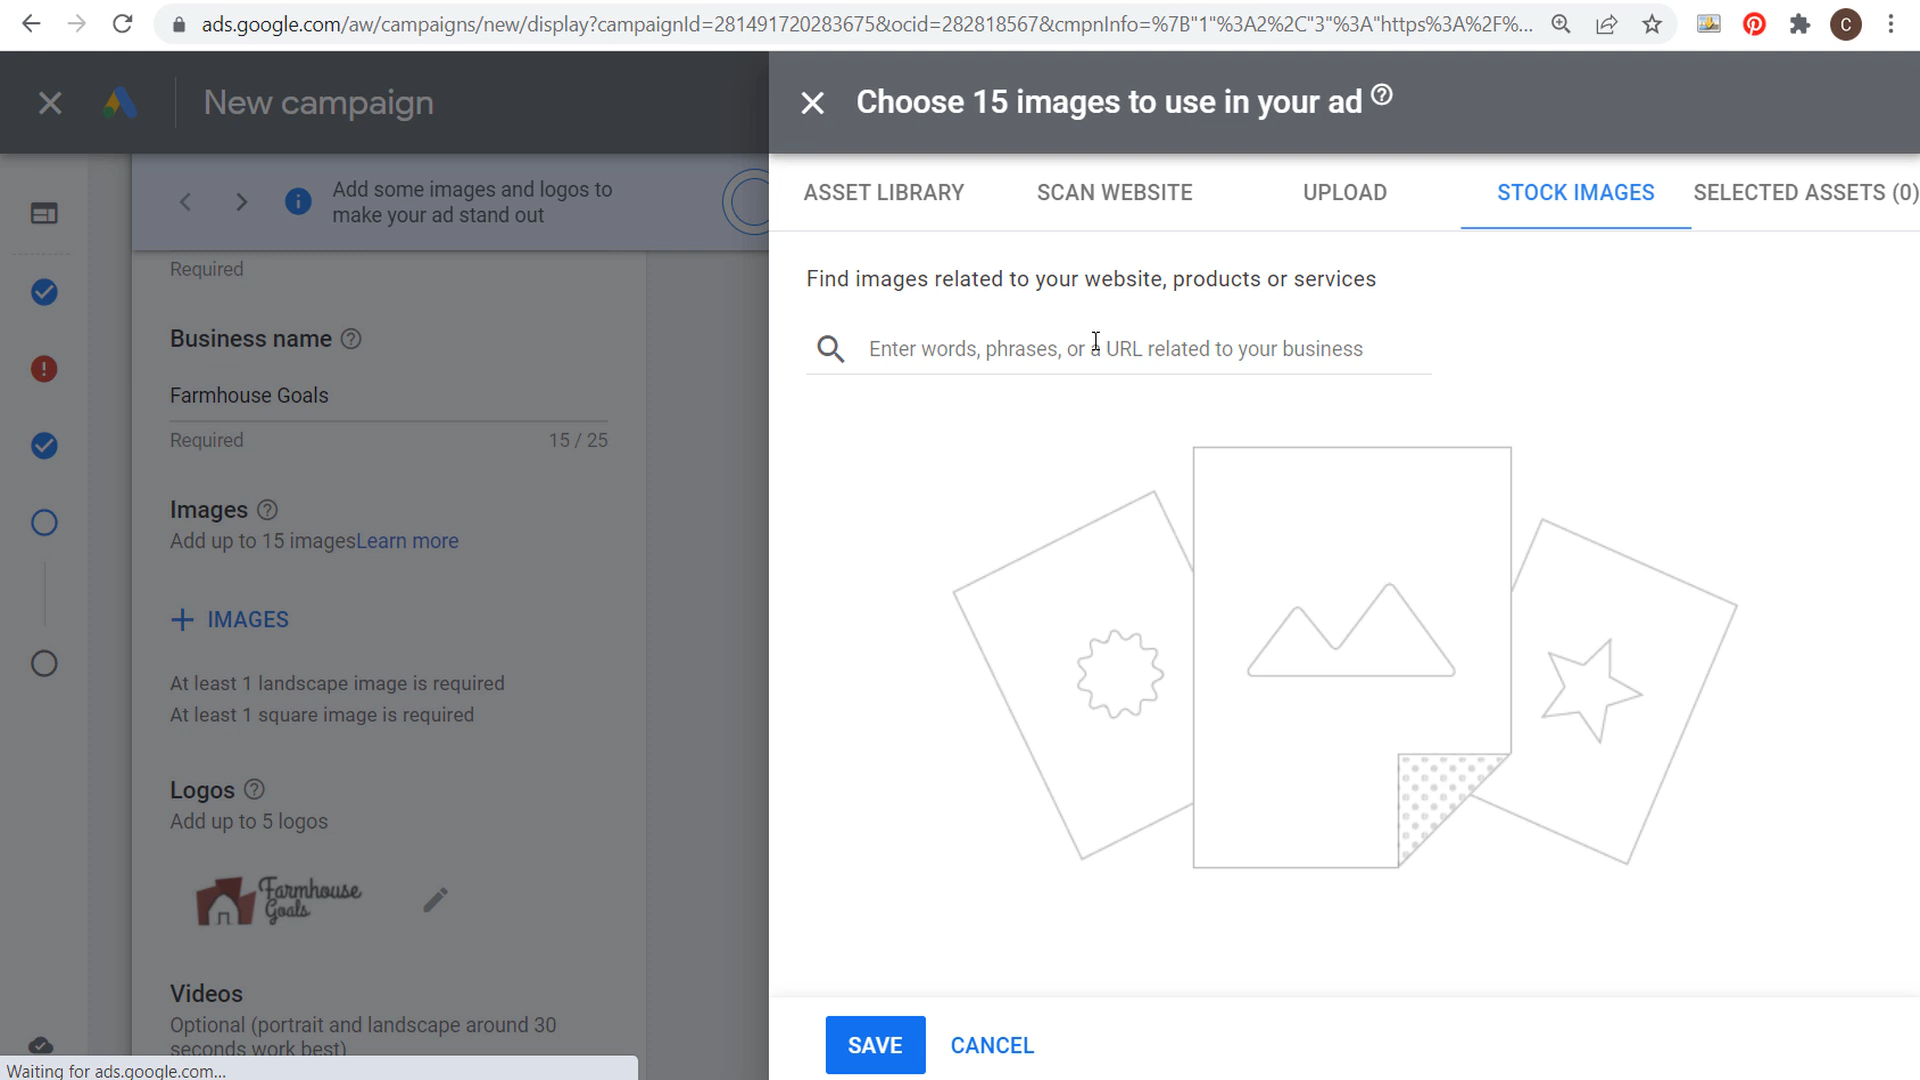 ads.google.com/aw/campaigns/new/display?campaignId=281491720283675&ocid=282818567&cmpnInfo=%7B"1"%3A2%2C"3"%3A"https%3A%2F%...
C
New campaign
Choose 15 images to use in your ad
Add some images and logos to
make your ad stand out
Required
Business name
Farmhouse Goals
Required 15 / 25
Images
Add up to 15 imagesLearn more
+ IMAGES
At least 1 landscape image is required
At least 1 square image is required
Logos
Add up to 5 logos
Farmhouse
Goals
Videos
Optional (portrait and landscape around 30
seconds work best)
Waiting for ads.google.com...
ASSET LIBRARY SCAN WEBSITE UPLOAD STOCK IMAGES SELECTED ASSETS (0)
Find images related to your website, products or services
Enter words, phrases, or a URL related to your business
SAVE CANCEL